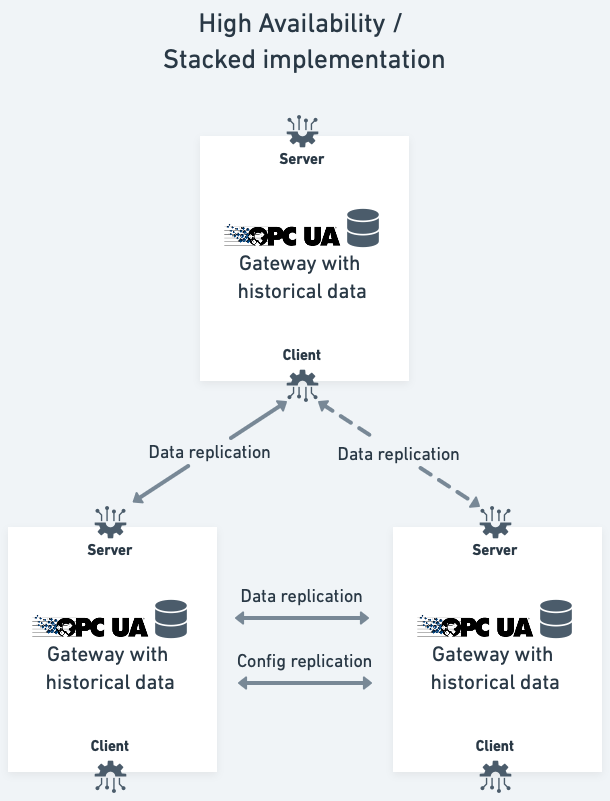 High Availability /
Stacked implementation
Server
OPC UA
Gateway with
historical data
Client
Data replication
Data replication
Server
OPC UA
Gateway with
historical data
Client
Data replication
Config replication
Server
OPC UA
Gateway with
historical data
Client